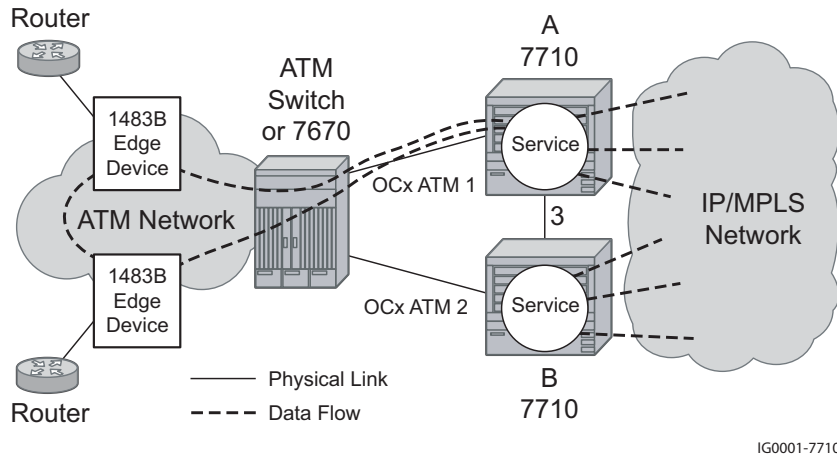 Router
1483B
Edge
Device
ATM
Switch
or 7670
A
7710
Service
OCx ATM 1
ATM Network
3
IP/MPLS
Network
1483B
Edge
Device
OCx ATM 2
Service
B
7710
Router
Physical Link
Data Flow
IG0001-7710